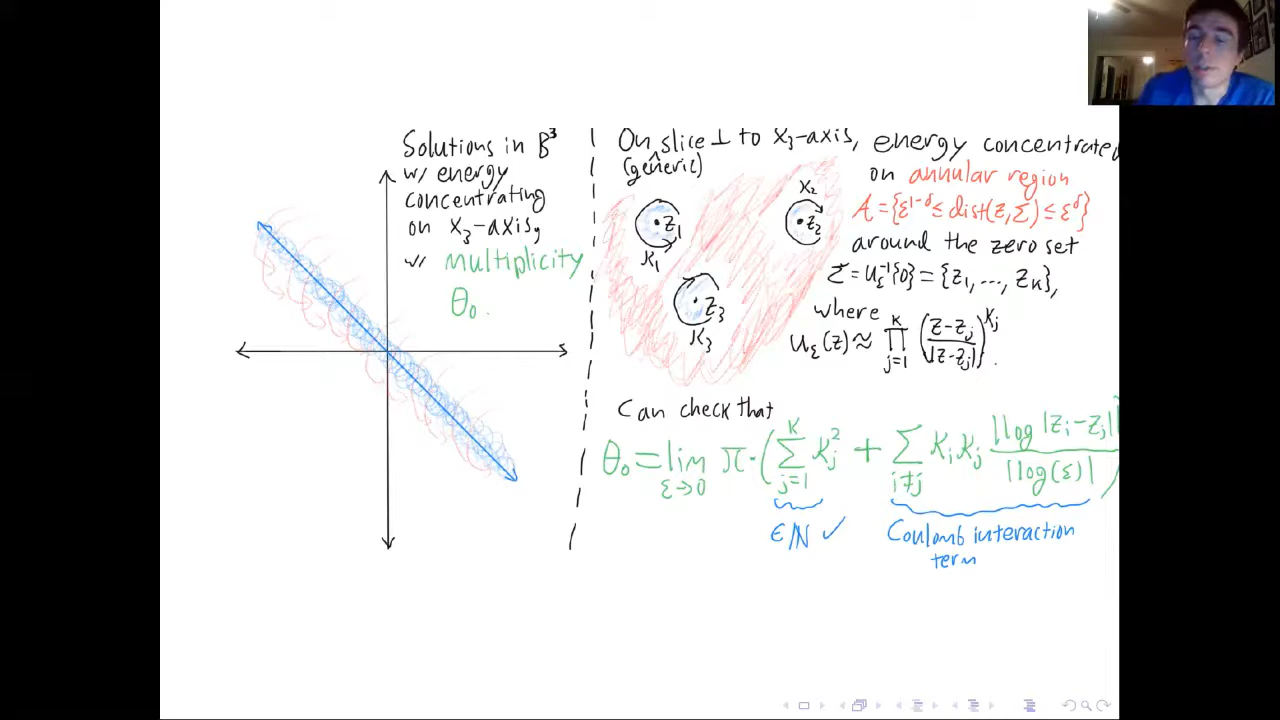 Solutions in B³
w/ energy
concentrating
on x₃-axis,
w/ multiplicity
θ₀.
On slice ⊥ to x₃-axis, energy concentrated
(generic)
on annular region
A = {ε^{1-δ} ≤ dist(z, Σ) ≤ ε^δ}
around the zero set
Σ = u_ε^{-1}{0} = {z₁, ..., z_K},
where
u_ε(z) ≈ ∏_{j=1}^{K} ((z-z_j)/|z-z_j|)^{K_j}.
z₁
K₁
K₂
z₂
z₃
K₃
Can check that
θ₀ = lim_{ε→0} π·(∑_{j=1}^{K} K_j² + ∑_{i≠j} K_i K_j |log|z_i-z_j||/|log(ε)|)
∈ ℕ ✓
Coulomb interaction
term